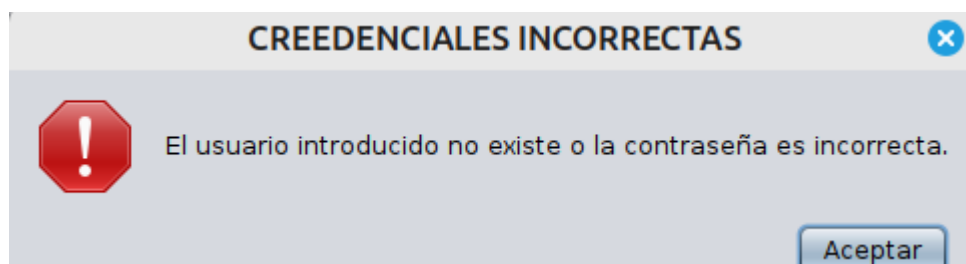 CREEDENCIALES INCORRECTAS
El usuario introducido no existe o la contraseña es incorrecta.
Aceptar